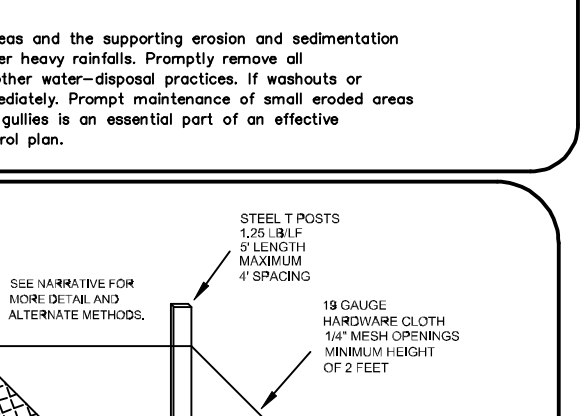 eas and the supporting erosion and sedimentation
er heavy rainfalls. Promptly remove all
other water-disposal practices. If washouts or
ediately. Prompt maintenance of small eroded areas
gullies is an essential part of an effective
rol plan.
STEEL T POSTS
1.25 LB/LF
5' LENGTH
MAXIMUM
4' SPACING
SEE NARRATIVE FOR
MORE DETAIL AND
ALTERNATE METHODS.
19 GAUGE
HARDWARE CLOTH
1/4" MESH OPENINGS
MINIMUM HEIGHT
OF 2 FEET